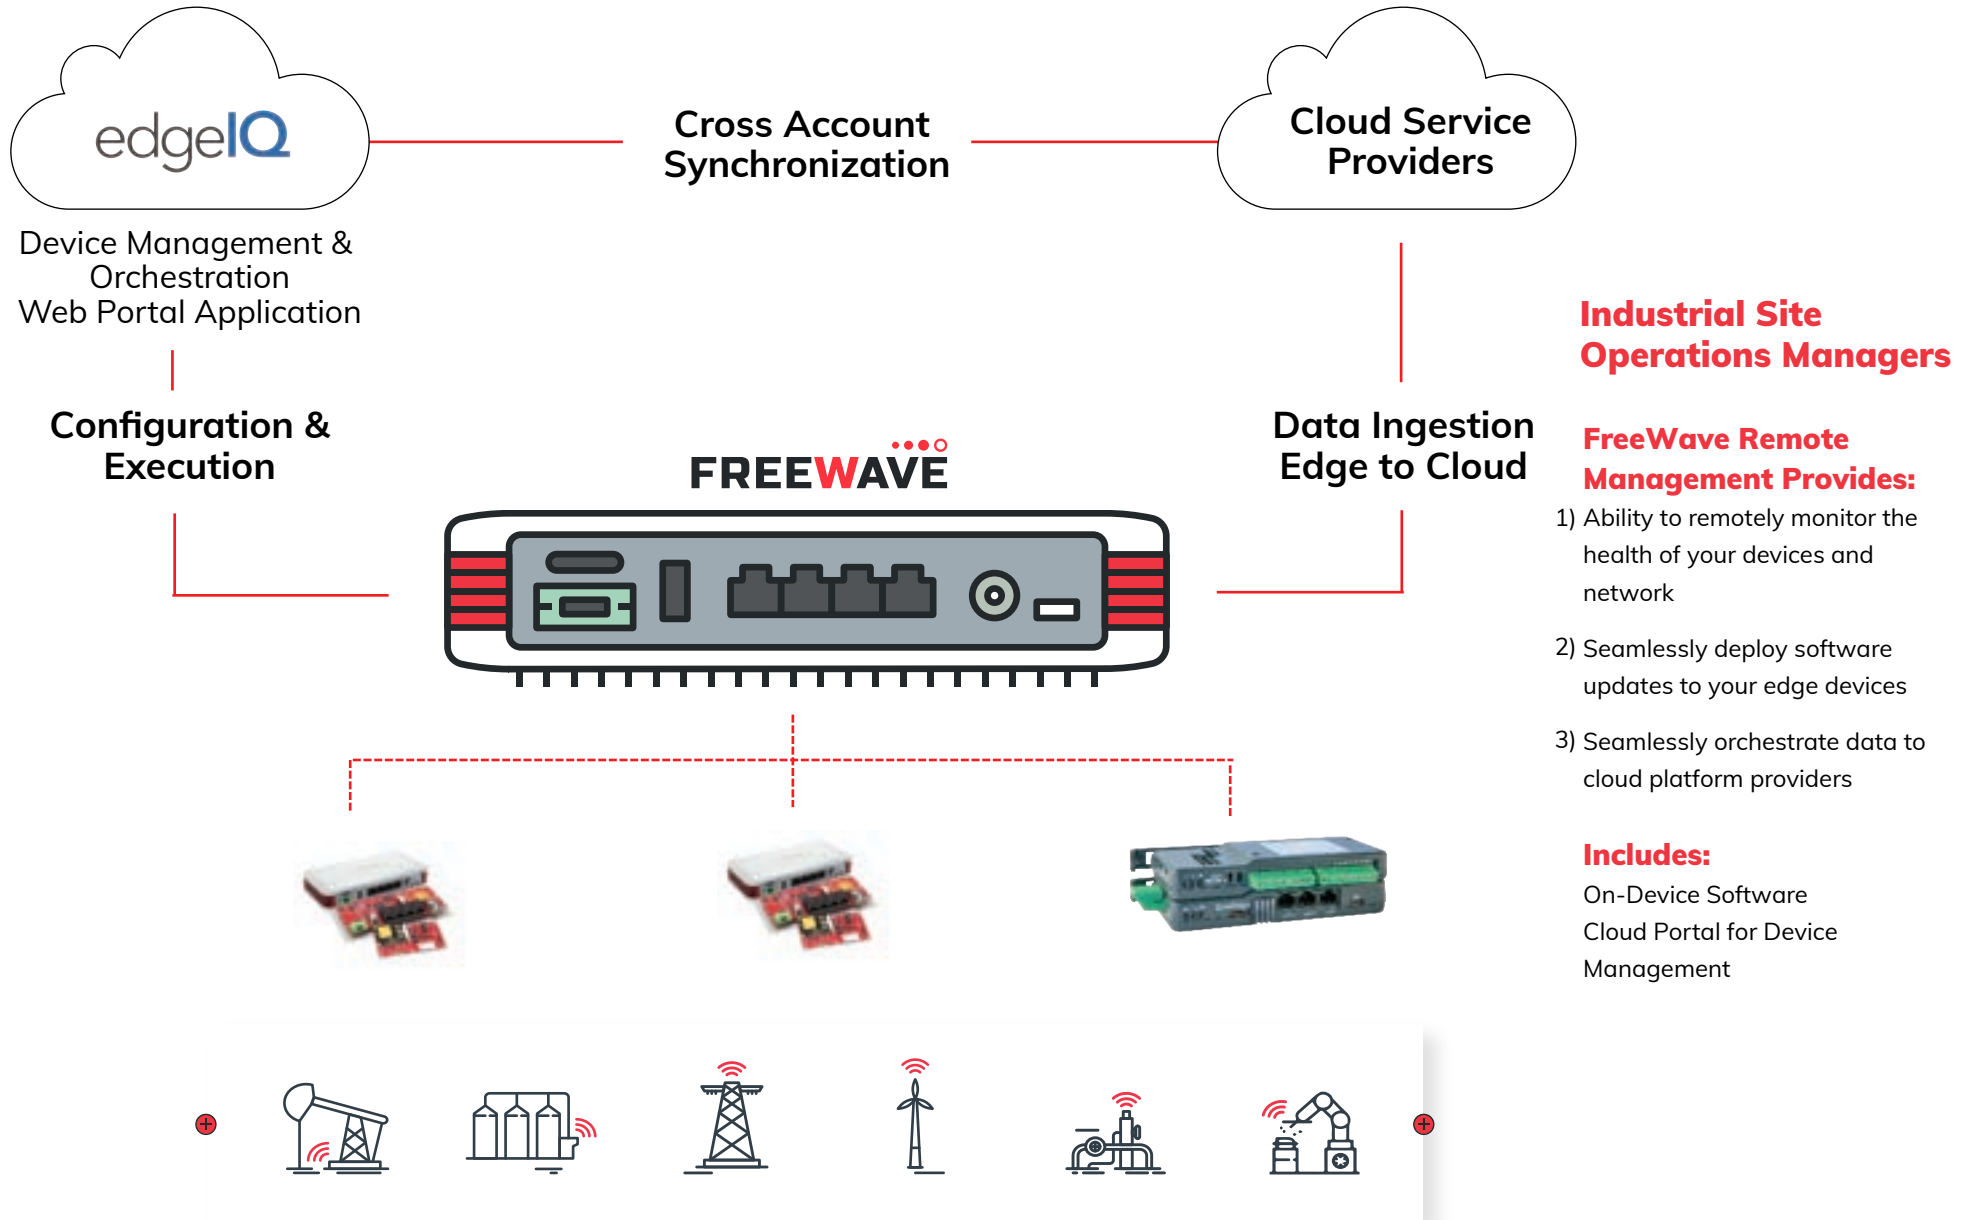 edgeIQ
Cross Account
Synchronization
Cloud Service
Providers
Device Management &
Orchestration
Web Portal Application
Configuration &
Execution
FREEWAVE
Data Ingestion
Edge to Cloud
Industrial Site
Operations Managers
FreeWave Remote
Management Provides:
1) Ability to remotely monitor the
health of your devices and
network
2) Seamlessly deploy software
updates to your edge devices
3) Seamlessly orchestrate data to
cloud platform providers
Includes:
On-Device Software
Cloud Portal for Device
Management